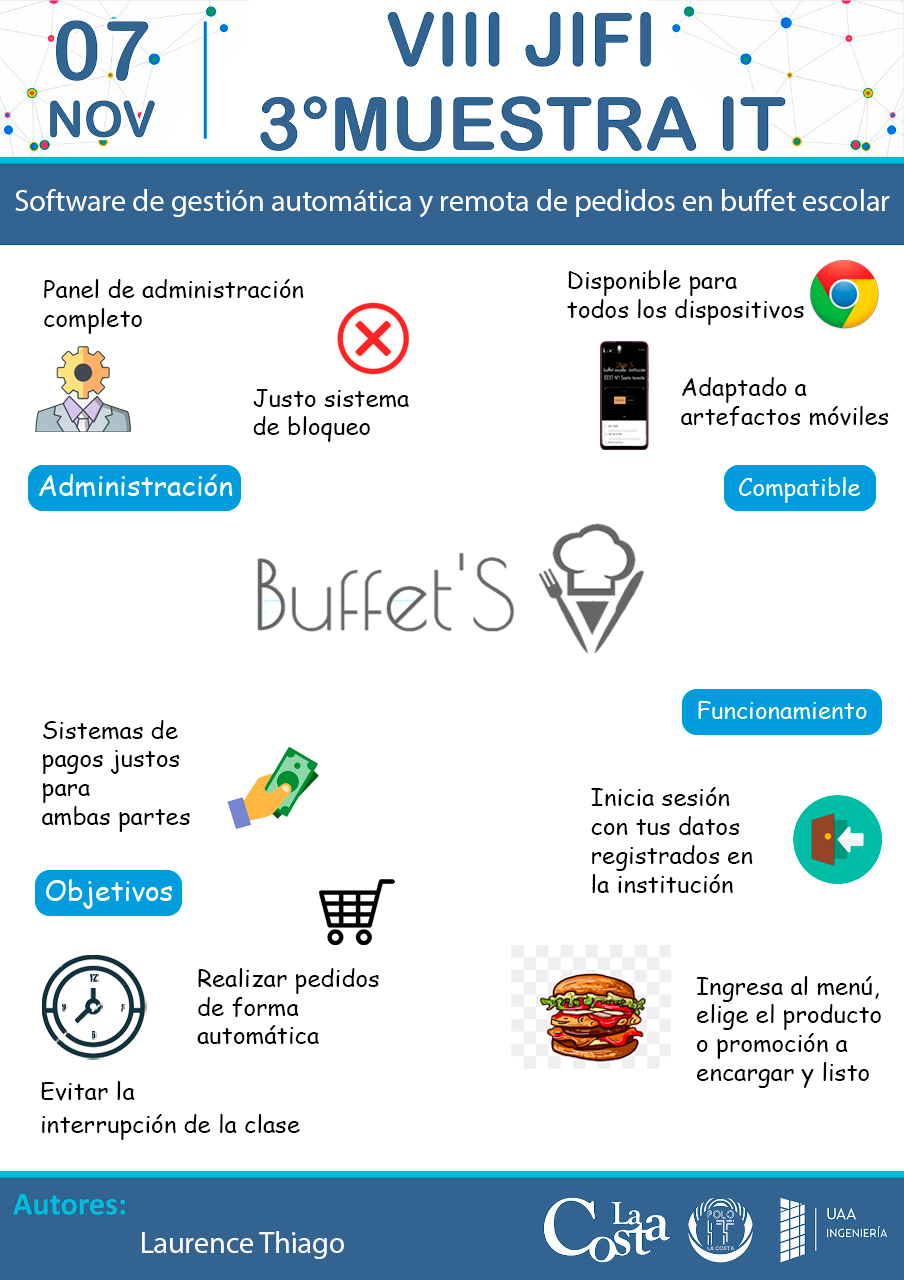 07
NOV
VIII JIFI
3°MUESTRA IT
Software de gestión automática y remota de pedidos en buffet escolar
Panel de administración
completo
Justo sistema
de bloqueo
Administración
Disponible para
todos los dispositivos
Adaptado a
artefactos móviles
Compatible
Buffet'S
Sistemas de
pagos justos
para
ambas partes
Objetivos
Realizar pedidos
de forma
automática
12
6
Evitar la
interrupción de la clase
Funcionamiento
Inicia sesión
con tus datos
registrados en
la institución
Ingresa al menú,
elige el producto
o promoción a
encargar y listo
Autores:
Laurence Thiago
La Costa
POLO
IT
LA COSTA
UAA
INGENIERÍA